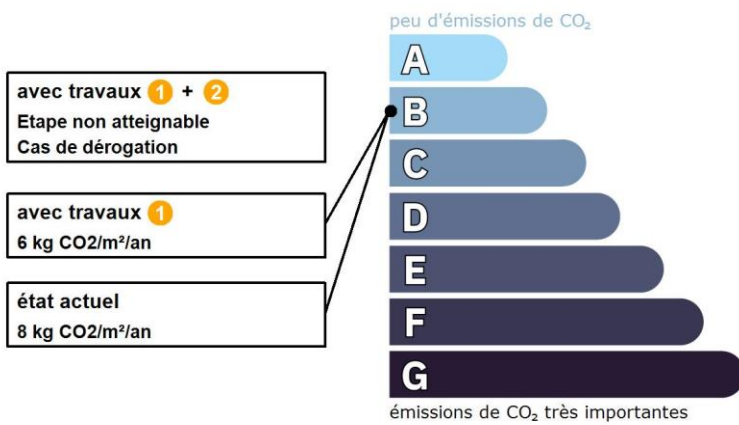 peu d'émissions de CO₂
A
avec travaux 1 + 2
Etape non atteignable
Cas de dérogation
B
C
avec travaux 1
6 kg CO2/m²/an
D
E
état actuel
8 kg CO2/m²/an
F
G
émissions de CO₂ très importantes